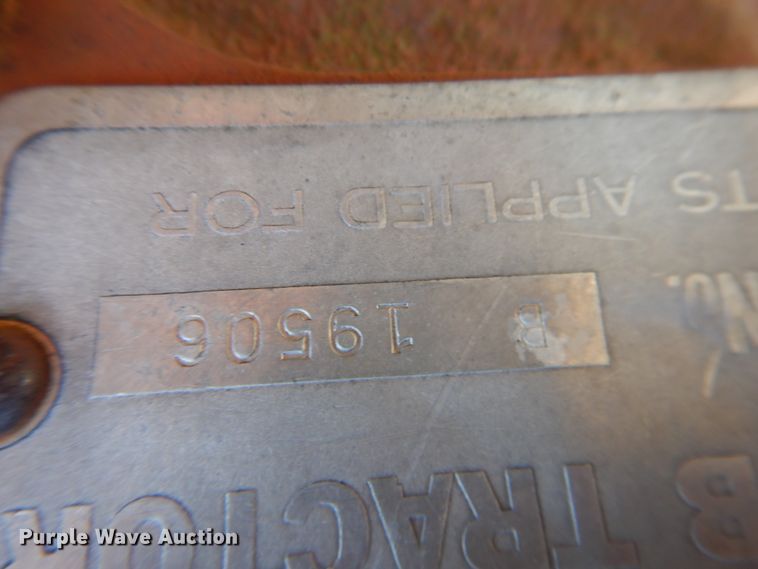 B TRACTOR
NO. B 19506
TS APPLIED FOR
Purple Wave Auction